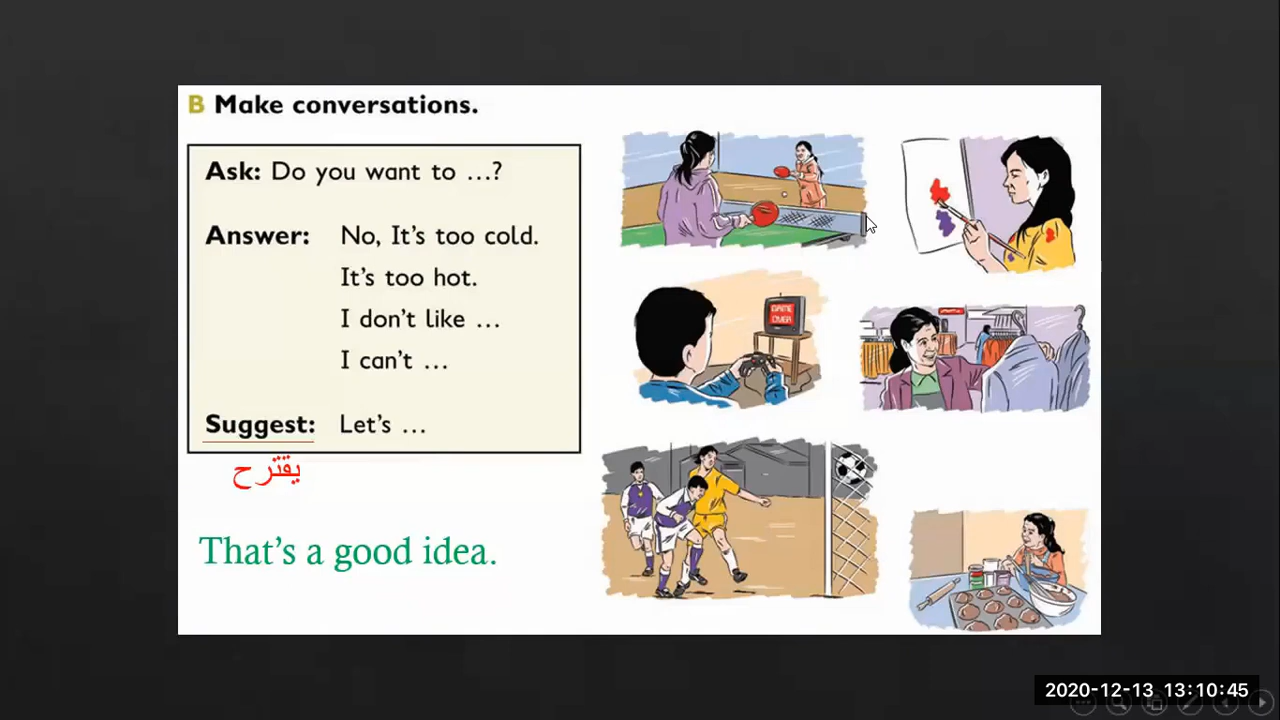 B Make conversations.
Ask: Do you want to ...?
Answer: No, It's too cold.
It's too hot.
I don't like ...
I can't ...
Suggest: Let's ...
يقترح
That's a good idea.
GAME
OVER
2020-12-13 13:10:45